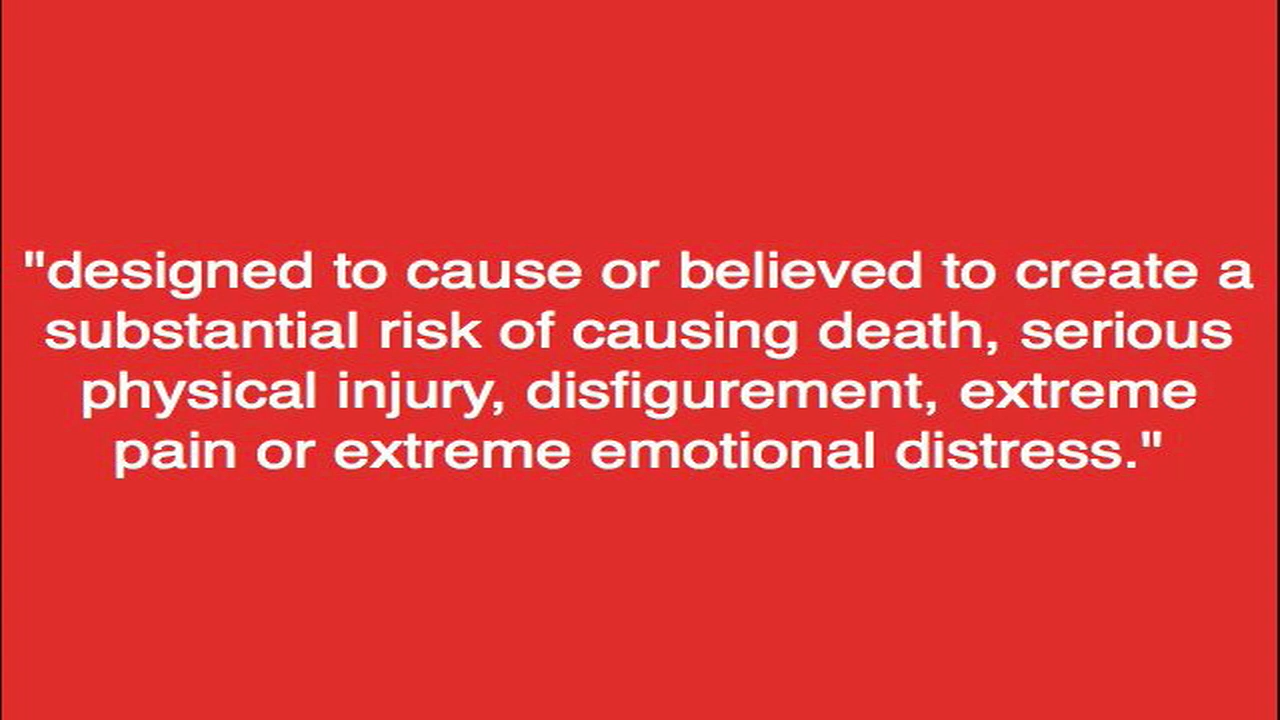 "designed to cause or believed to create a
substantial risk of causing death, serious
physical injury, disfigurement, extreme
pain or extreme emotional distress."